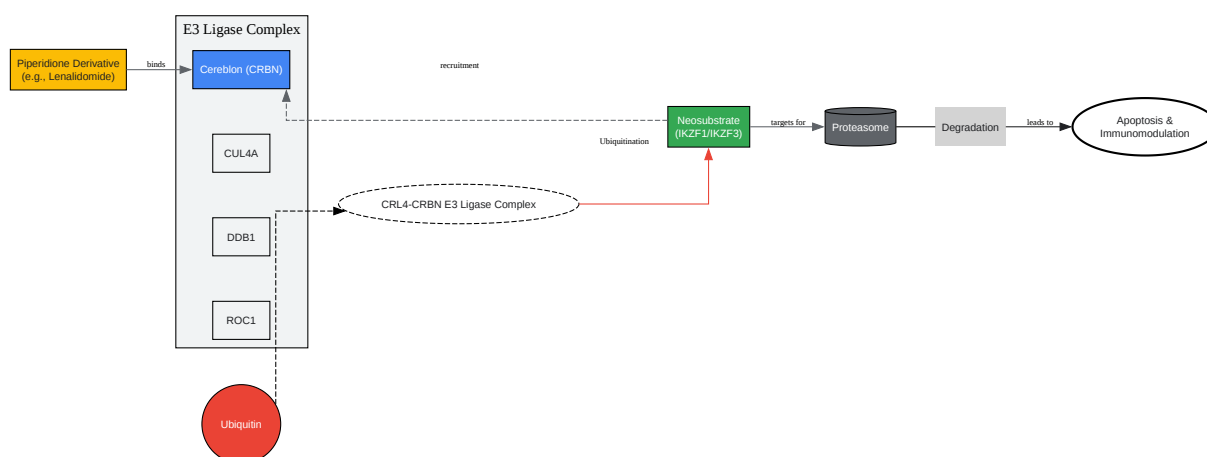 E3 Ligase Complex
Piperidione Derivative
(e.g., Lenalidomide)
binds
Cereblon (CRBN)
recruitment
CUL4A
DDB1
ROC1
Ubiquitin
CRL4-CRBN E3 Ligase Complex
Ubiquitination
Neosubstrate
(IKZF1/IKZF3)
targets for
Proteasome
Degradation
leads to
Apoptosis &
Immunomodulation